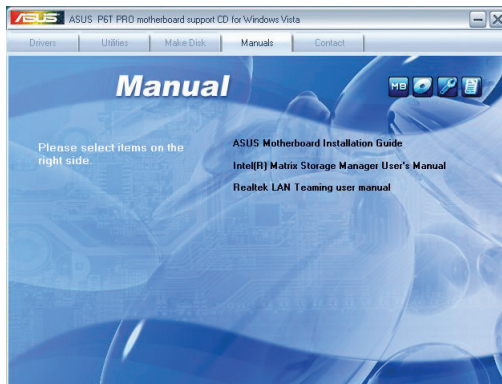 ASUS ASUS P6T PRO motherboard support CD for Windows Vista
Drivers Utilities Make Disk Manuals Contact
Manual
MB
Please select items on the
right side.
ASUS Motherboard Installation Guide
Intel(R) Matrix Storage Manager User's Manual
Realtek LAN Teaming user manual